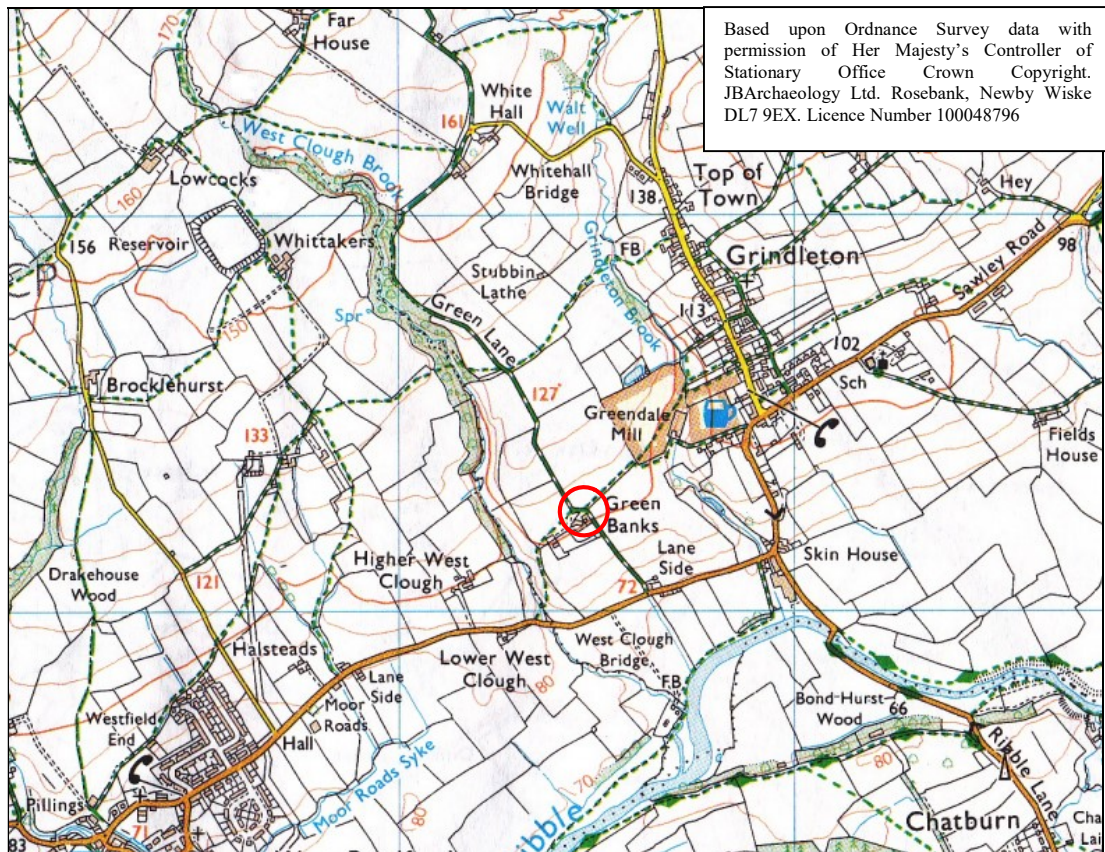 Based upon Ordnance Survey data with
permission of Her Majesty's Controller of
Stationary Office Crown Copyright.
JBArchaeology Ltd. Rosebank, Newby Wiske
DL7 9EX. Licence Number 100048796
170
Far
House
White
Hall
161
Walt
Well
West Clough Brook
Lowcocks
160
Whitehall
Bridge
138
Top of
Town
Hey
156
Reservoir
Whittakers
Stubbin
Lathe
FB
Grindleton
Sawley Road
98
Grindleton Brook
Spr
150
Green Lane
113
102
Sch
Brocklehurst
127
Greendale
Mill
133
Fields
House
Green
Banks
Drakehouse
Wood
121
Higher West
Clough
Lane
Side
72
Skin House
Halsteads
Lane
Side
Lower West
Clough
80
West Clough
Bridge
FB
Westfield
End
Moor
Roads
Hall
Bond Hurst
Wood
66
Ribble Lane
Moor Roads Syke
70
80
Pillings
71
80
ibble
Chatburn
83